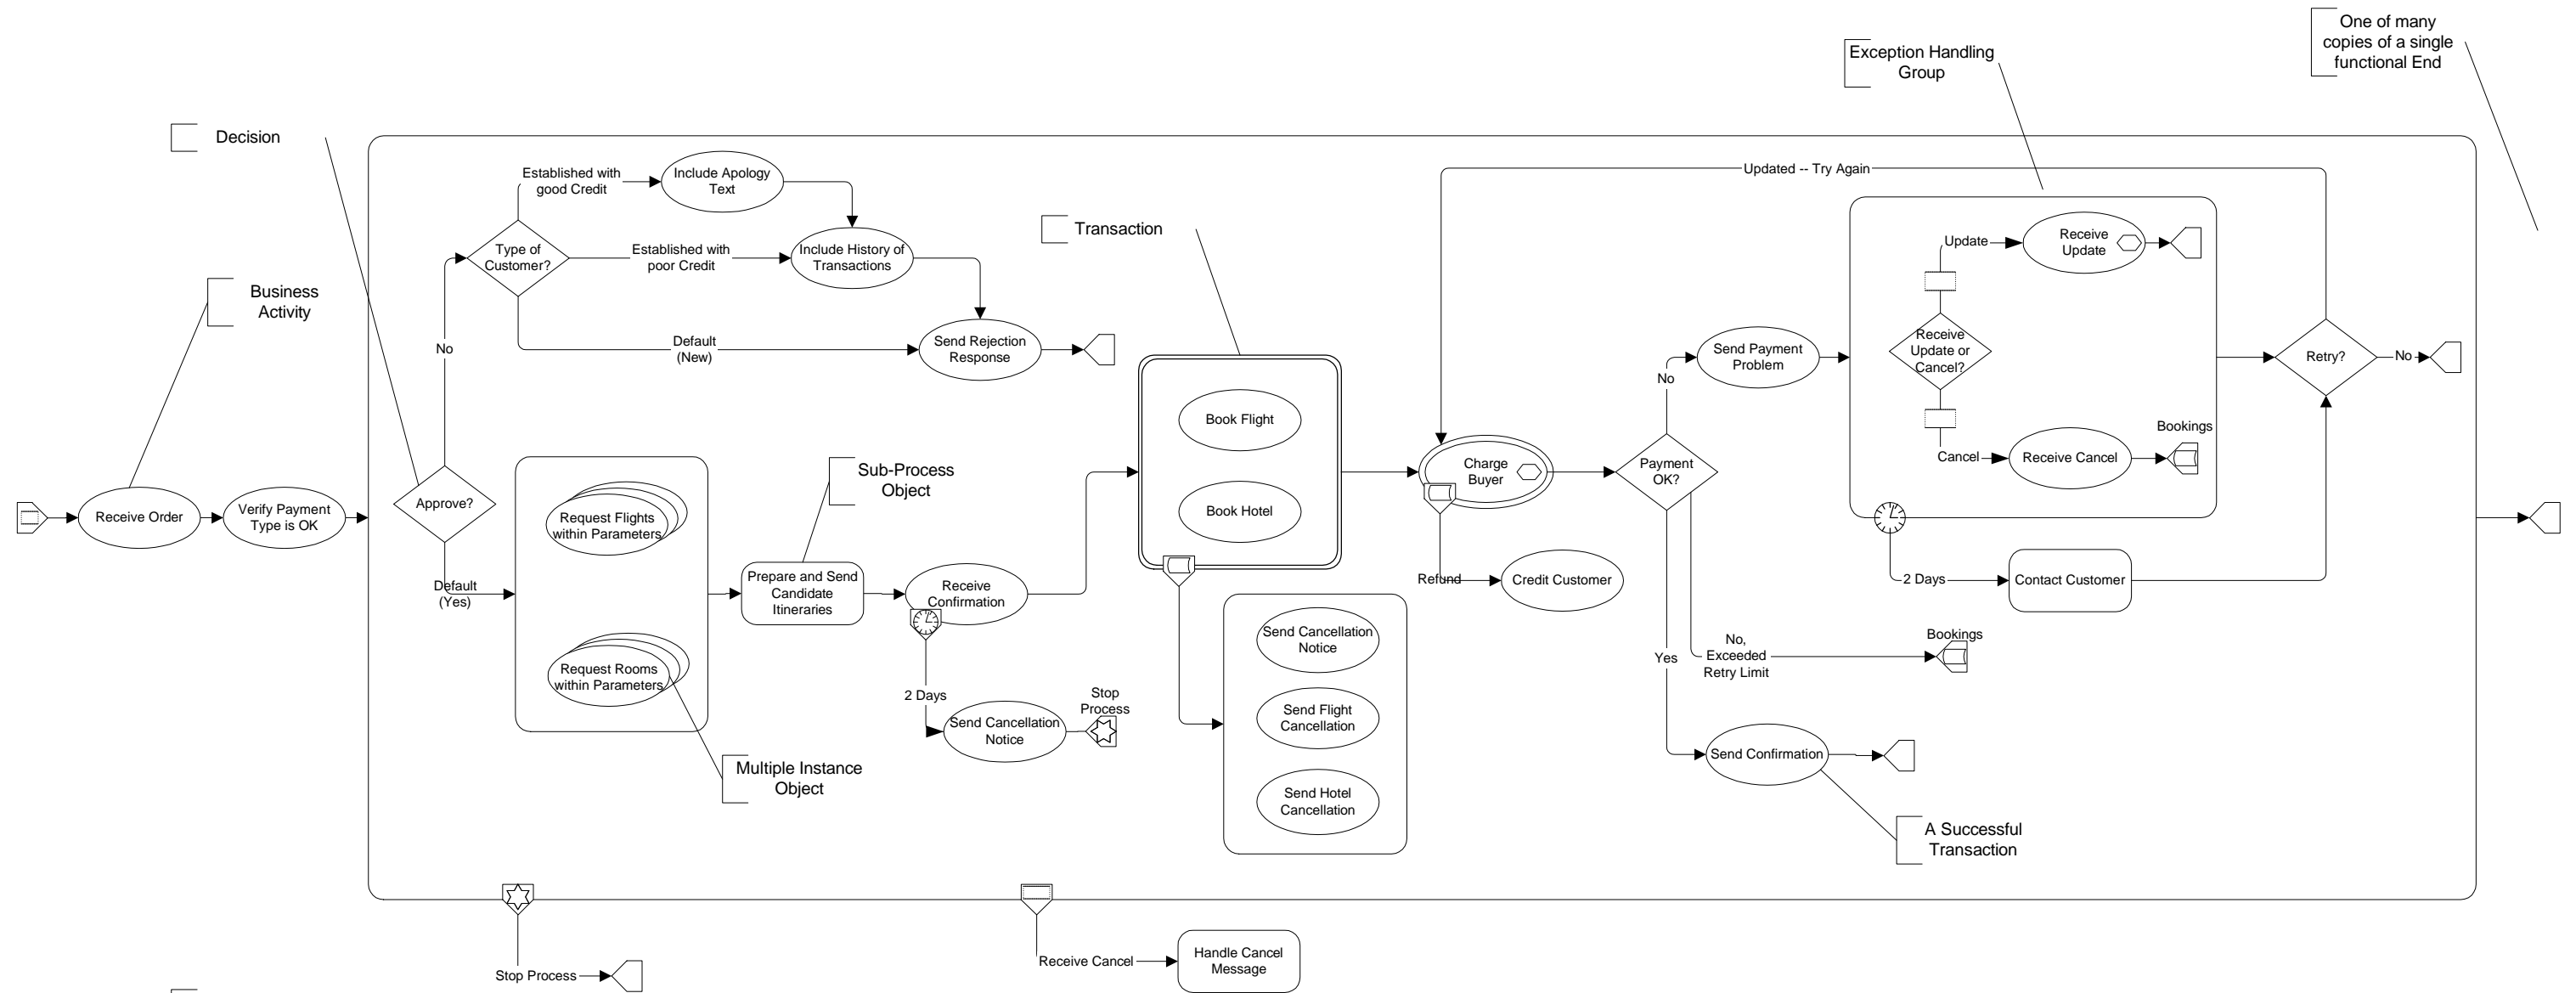 One of many
copies of a single
functional End
Exception Handling
Group
Decision
Updated -- Try Again
Established with
good Credit
Include Apology
Text
Transaction
Type of
Customer?
Established with
poor Credit
Include History of
Transactions
Update
Receive
Update
Business
Activity
No
Default
(New)
Send Rejection
Response
Send Payment
Problem
Receive
Update or
Cancel?
Retry?
No
No
Book Flight
Bookings
Sub-Process
Object
Charge
Buyer
Payment
OK?
Cancel
Receive Cancel
Approve?
Receive Order
Verify Payment
Type is OK
Request Flights
within Parameters
Book Hotel
Default
(Yes)
Prepare and Send
Candidate
Itineraries
Receive
Confirmation
Refund
Credit Customer
2 Days
Contact Customer
Request Rooms
within Parameters
Send Cancellation
Notice
Yes
No,
Exceeded
Retry Limit
Bookings
2 Days
Stop
Process
Send Cancellation
Notice
Send Flight
Cancellation
Send Confirmation
Multiple Instance
Object
Send Hotel
Cancellation
A Successful
Transaction
Stop Process
Receive Cancel
Handle Cancel
Message